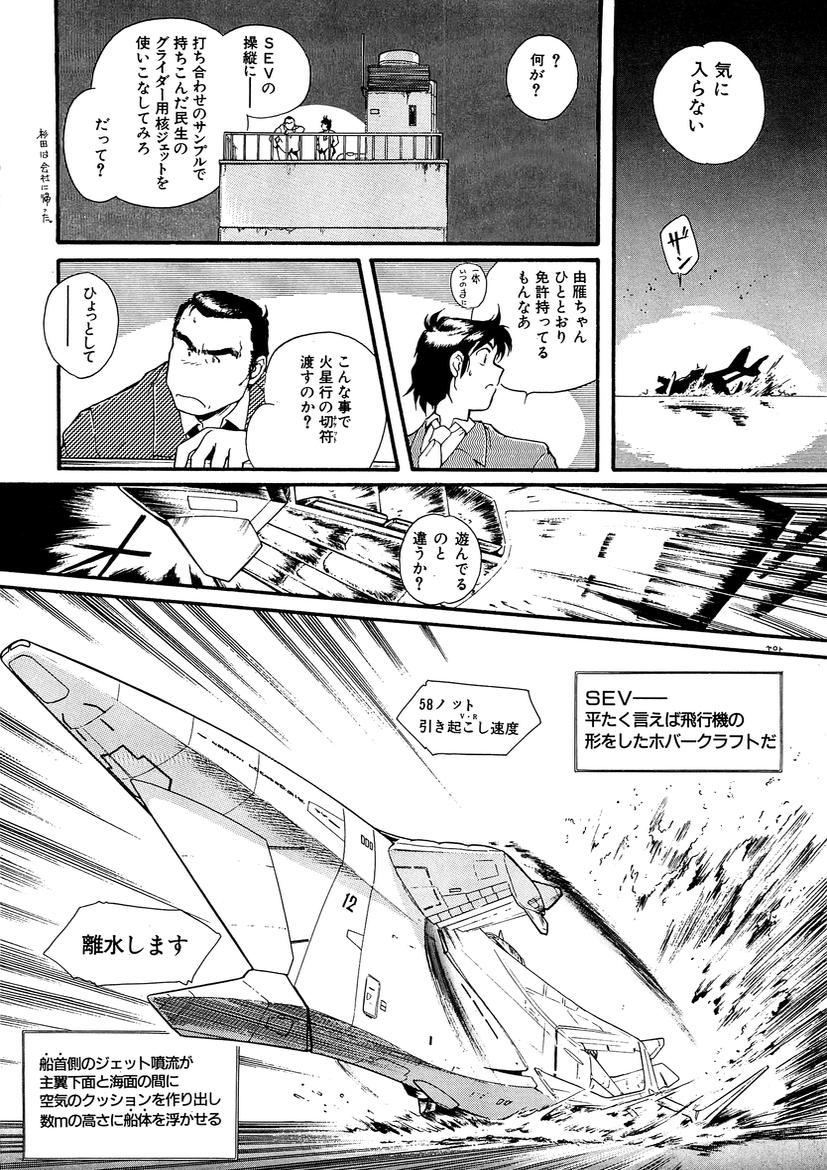 気に
入らない
ザン
？
何が？
ＳＥＶの
操縦に――
打ち合わせのサンプルで
持ちこんだ民生の
グライダー用核ジェットを
使いこなしてみろ
だって？
杉田は会社に帰った
由雁ちゃん
ひととおり
免許持ってる
もんなあ
一体
いつのまに
こんな事で
火星行の切符
渡すのか？
ひょっとして
――
遊んでる
のと
違うか？
ＳＥＶ――
平たく言えば飛行機の
形をしたホバークラフトだ
58ノット
V・R
引き起こし速度
12
離水します
船首側のジェット噴流が
主翼下面と海面の間に
空気のクッションを作り出し
数mの高さに船体を浮かせる